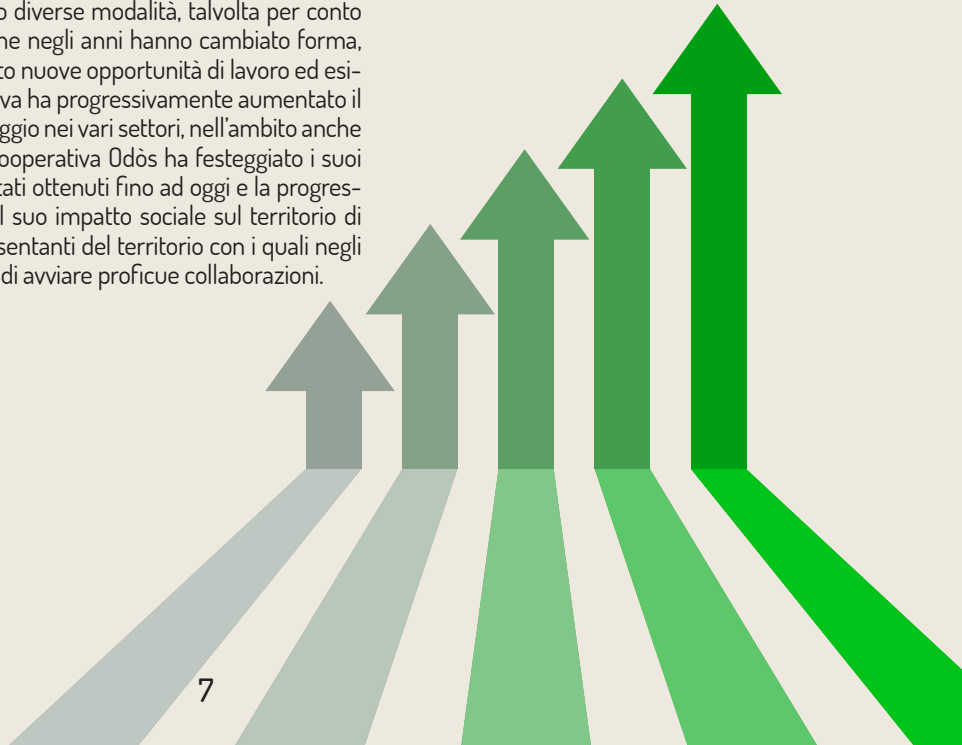 o diverse modalità, talvolta per conto
ne negli anni hanno cambiato forma,
to nuove opportunità di lavoro ed esi-
va ha progressivamente aumentato il
ggio nei vari settori, nell'ambito anche
ooperativa Odòs ha festeggiato i suoi
tati ottenuti fino ad oggi e la progres-
l suo impatto sociale sul territorio di
sentanti del territorio con i quali negli
di avviare proficue collaborazioni.
7